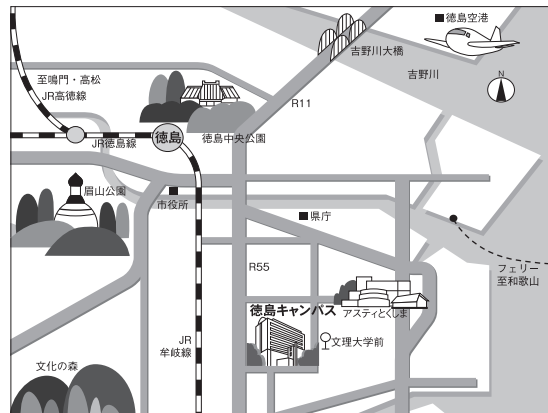 徳島空港
吉野川大橋
吉野川
N
至鳴門・高松
JR高徳線
R11
徳島
徳島中央公園
JR徳島線
眉山公園
市役所
県庁
フェリー
至和歌山
R55
アスティとくしま
徳島キャンパス
文理大学前
JR
牟岐線
文化の森